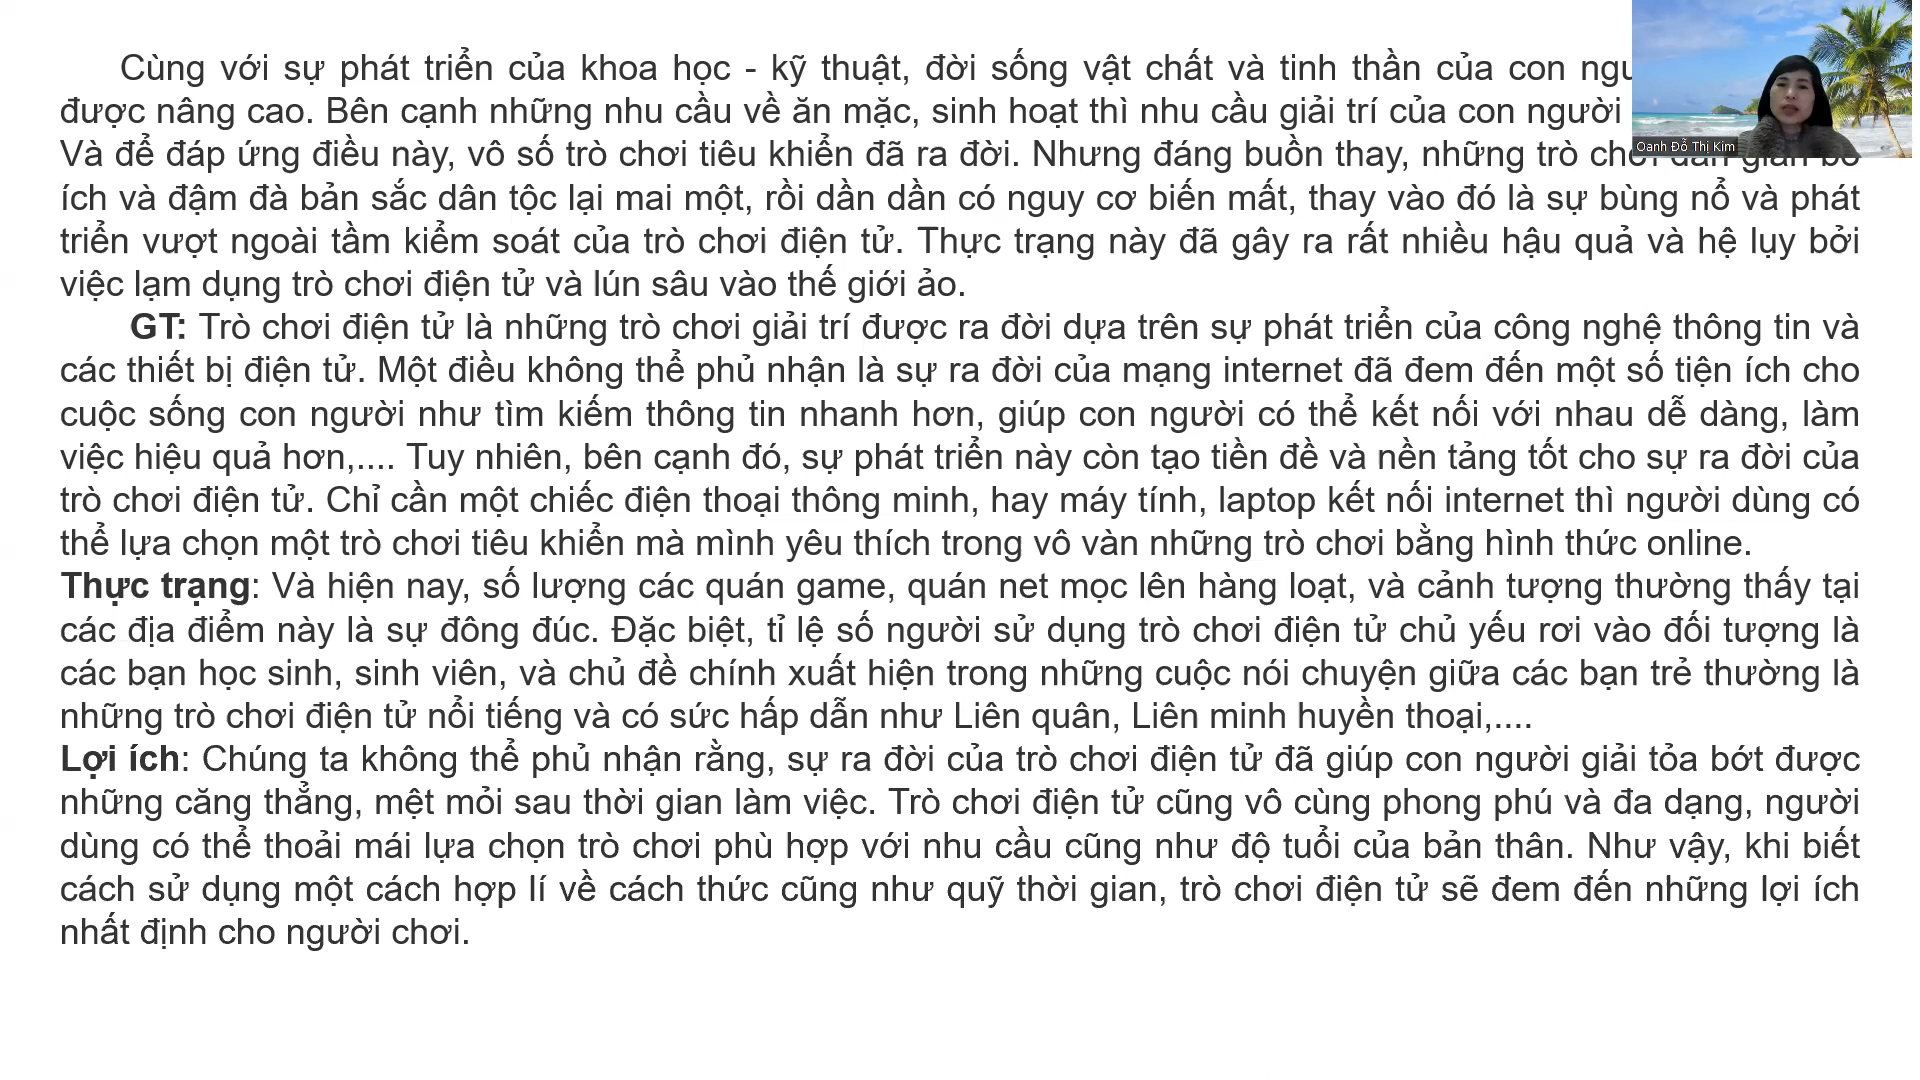 Cùng với sự phát triển của khoa học - kỹ thuật, đời sống vật chất và tinh thần của con
được nâng cao. Bên cạnh những nhu cầu về ăn mặc, sinh hoạt thì nhu cầu giải trí của con người
Oanh Đỗ Thị Kim
Và để đáp ứng điều này, vô số trò chơi tiêu khiển đã ra đời. Nhưng đáng buồn thay, những trò chơi dân gian bổ
ích và đậm đà bản sắc dân tộc lại mai một, rồi dần dần có nguy cơ biến mất, thay vào đó là sự bùng nổ và phát
triển vượt ngoài tầm kiểm soát của trò chơi điện tử. Thực trạng này đã gây ra rất nhiều hậu quả và hệ lụy bởi
việc lạm dụng trò chơi điện tử và lún sâu vào thế giới ảo.
GT: Trò chơi điện tử là những trò chơi giải trí được ra đời dựa trên sự phát triển của công nghệ thông tin và
các thiết bị điện tử. Một điều không thể phủ nhận là sự ra đời của mạng internet đã đem đến một số tiện ích cho
cuộc sống con người như tìm kiếm thông tin nhanh hơn, giúp con người có thể kết nối với nhau dễ dàng, làm
việc hiệu quả hơn,.... Tuy nhiên, bên cạnh đó, sự phát triển này còn tạo tiền đề và nền tảng tốt cho sự ra đời của
trò chơi điện tử. Chỉ cần một chiếc điện thoại thông minh, hay máy tính, laptop kết nối internet thì người dùng có
thể lựa chọn một trò chơi tiêu khiển mà mình yêu thích trong vô vàn những trò chơi bằng hình thức online.
Thực trạng: Và hiện nay, số lượng các quán game, quán net mọc lên hàng loạt, và cảnh tượng thường thấy tại
các địa điểm này là sự đông đúc. Đặc biệt, tỉ lệ số người sử dụng trò chơi điện tử chủ yếu rơi vào đối tượng là
các bạn học sinh, sinh viên, và chủ đề chính xuất hiện trong những cuộc nói chuyện giữa các bạn trẻ thường là
những trò chơi điện tử nổi tiếng và có sức hấp dẫn như Liên quân, Liên minh huyền thoại,....
Lợi ích: Chúng ta không thể phủ nhận rằng, sự ra đời của trò chơi điện tử đã giúp con người giải tỏa bớt được
những căng thẳng, mệt mỏi sau thời gian làm việc. Trò chơi điện tử cũng vô cùng phong phú và đa dạng, người
dùng có thể thoải mái lựa chọn trò chơi phù hợp với nhu cầu cũng như độ tuổi của bản thân. Như vậy, khi biết
cách sử dụng một cách hợp lí về cách thức cũng như quỹ thời gian, trò chơi điện tử sẽ đem đến những lợi ích
nhất định cho người chơi.